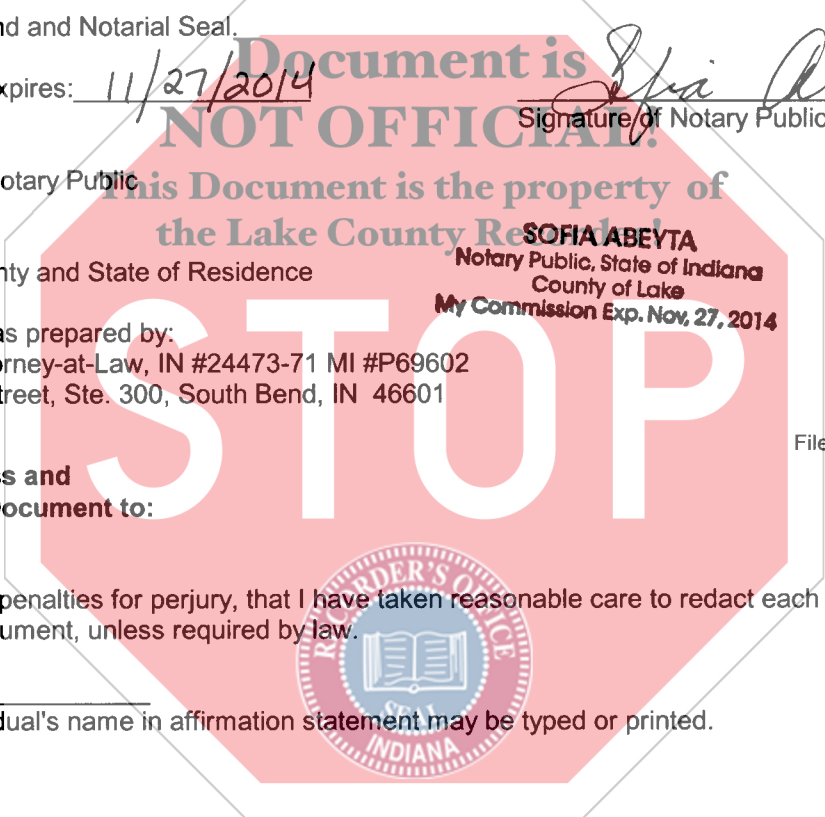 nd and Notarial Seal.
Document is
xpires: 11/27/2014
NOT OFFICIAL!
Signature of Notary Public
otary Public
This Document is the property of
the Lake County Recorder!
SOFIA ABEYTA
Notary Public, State of Indiana
County of Lake
My Commission Exp. Nov, 27, 2014
nty and State of Residence
STOP
as prepared by:
rney-at-Law, IN #24473-71 MI #P69602
treet, Ste. 300, South Bend, IN 46601
File
ss and
ocument to:
RECORDER'S OFFICE
penalties for perjury, that I have taken reasonable care to redact each
ument, unless required by law.
SEAL
INDIANA
dual's name in affirmation statement may be typed or printed.